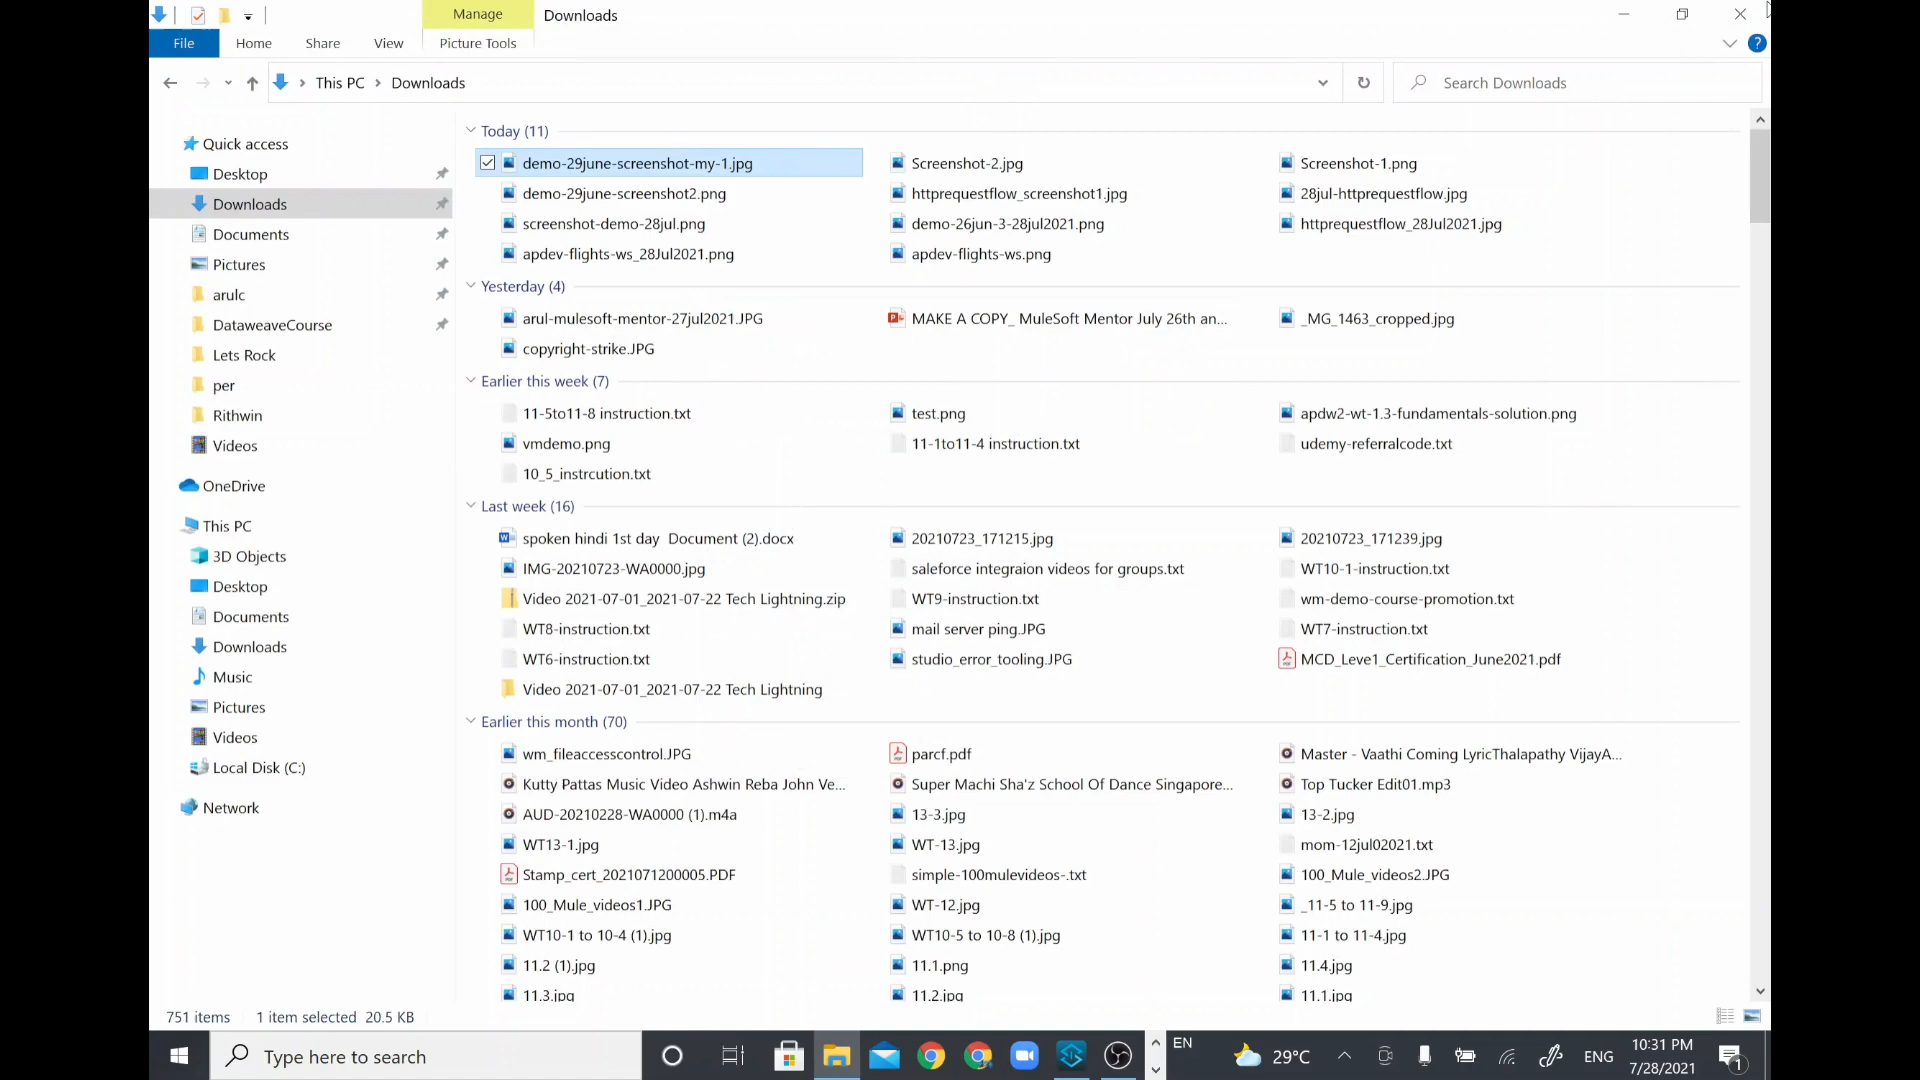 Manage
Downloads
File
Home
Share
View
Picture Tools
This PC
Downloads
Search Downloads
Quick access
Desktop
Downloads
Documents
Pictures
arulc
DataweaveCourse
Lets Rock
per
Rithwin
Videos
OneDrive
This PC
3D Objects
Desktop
Documents
Downloads
Music
Pictures
Videos
Local Disk (C:)
Network
Today (11)
demo-29june-screenshot-my-1.jpg
Screenshot-2.jpg
Screenshot-1.png
demo-29june-screenshot2.png
httprequestflow_screenshot1.jpg
28jul-httprequestflow.jpg
screenshot-demo-28jul.png
demo-26jun-3-28jul2021.png
httprequestflow_28Jul2021.jpg
apdev-flights-ws_28Jul2021.png
apdev-flights-ws.png
Yesterday (4)
arul-mulesoft-mentor-27jul2021.JPG
MAKE A COPY_ MuleSoft Mentor July 26th an...
_MG_1463_cropped.jpg
copyright-strike.JPG
Earlier this week (7)
11-5to11-8 instruction.txt
test.png
apdw2-wt-1.3-fundamentals-solution.png
vmdemo.png
11-1to11-4 instruction.txt
udemy-referralcode.txt
10_5_instrcution.txt
Last week (16)
spoken hindi 1st day  Document (2).docx
20210723_171215.jpg
20210723_171239.jpg
IMG-20210723-WA0000.jpg
saleforce integraion videos for groups.txt
WT10-1-instruction.txt
Video 2021-07-01_2021-07-22 Tech Lightning.zip
WT9-instruction.txt
wm-demo-course-promotion.txt
WT8-instruction.txt
mail server ping.JPG
WT7-instruction.txt
WT6-instruction.txt
studio_error_tooling.JPG
MCD_Leve1_Certification_June2021.pdf
Video 2021-07-01_2021-07-22 Tech Lightning
Earlier this month (70)
wm_fileaccesscontrol.JPG
parcf.pdf
Master - Vaathi Coming LyricThalapathy VijayA...
Kutty Pattas Music Video Ashwin Reba John Ve...
Super Machi Sha'z School Of Dance Singapore...
Top Tucker Edit01.mp3
AUD-20210228-WA0000 (1).m4a
13-3.jpg
13-2.jpg
WT13-1.jpg
WT-13.jpg
mom-12jul02021.txt
Stamp_cert_2021071200005.PDF
simple-100mulevideos-.txt
100_Mule_videos2.JPG
100_Mule_videos1.JPG
WT-12.jpg
_11-5 to 11-9.jpg
WT10-1 to 10-4 (1).jpg
WT10-5 to 10-8 (1).jpg
11-1 to 11-4.jpg
11.2 (1).jpg
11.1.png
11.4.jpg
11.3.jpg
11.2.jpg
11.1.jpg
751 items
1 item selected  20.5 KB
Type here to search
EN
29°C
ENG
10:31 PM
7/28/2021
1